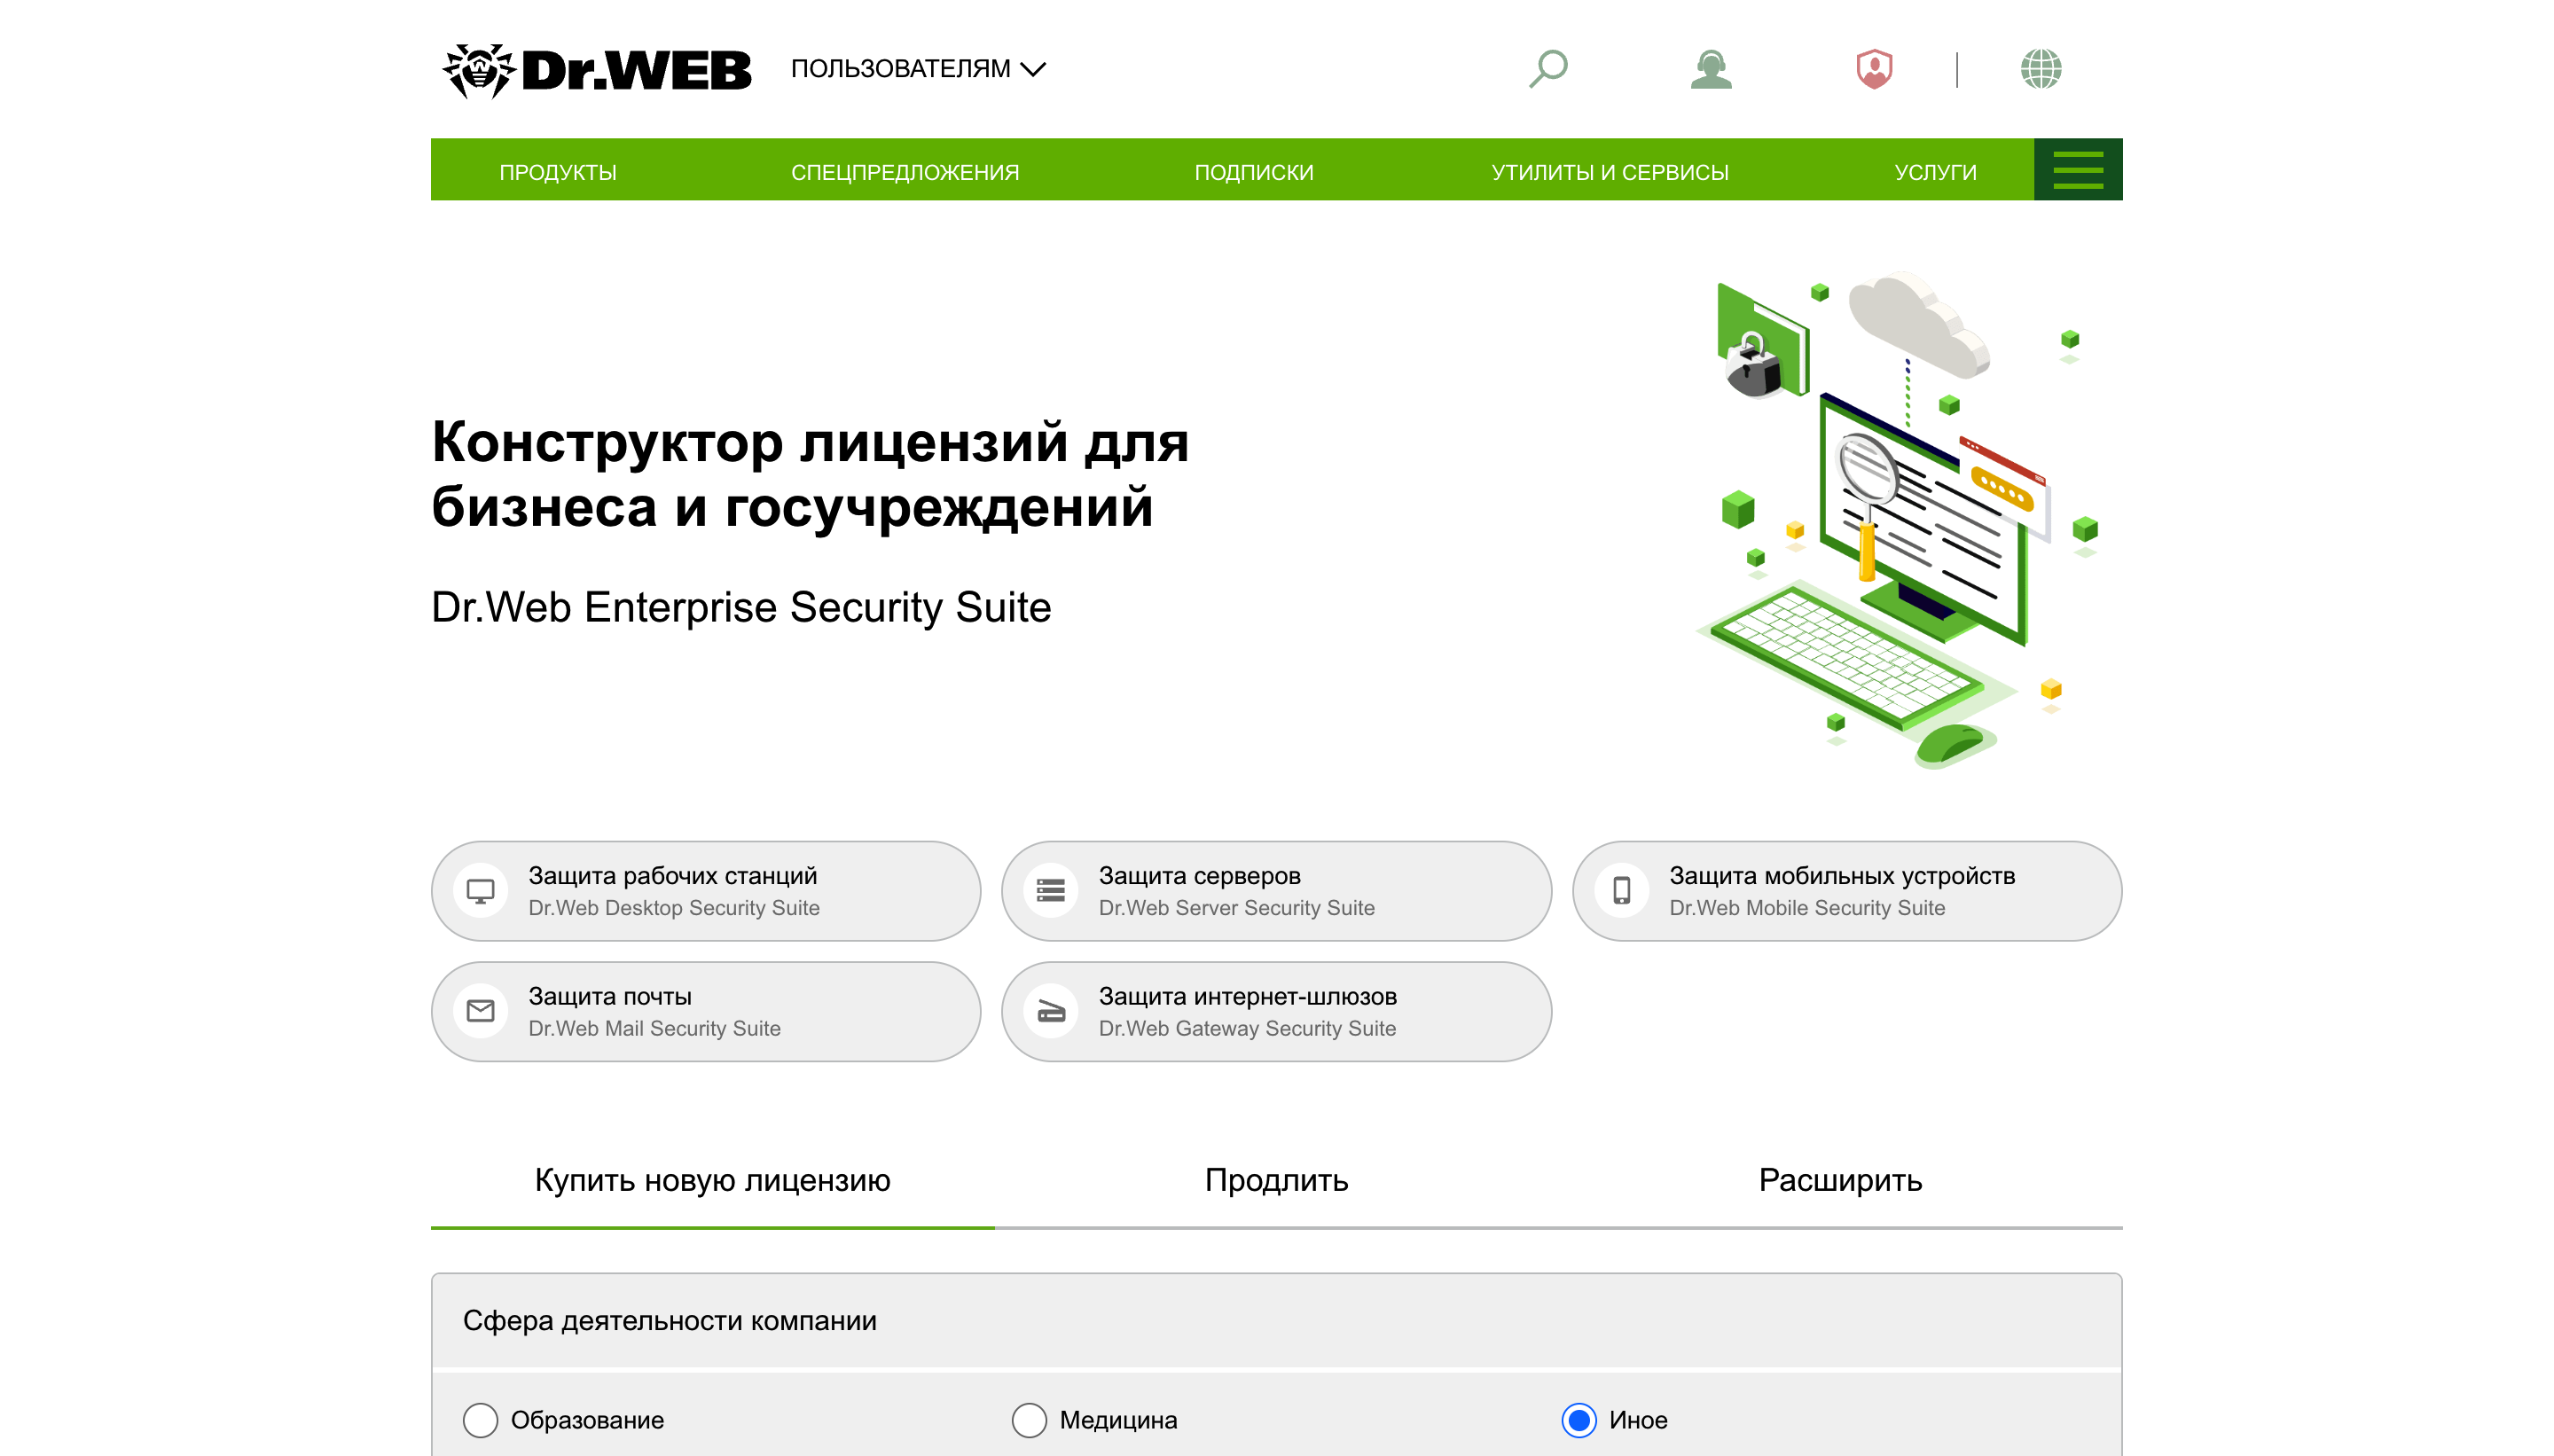 Dr.WEB
ПОЛЬЗОВАТЕЛЯМ
ПРОДУКТЫ
СПЕЦПРЕДЛОЖЕНИЯ
ПОДПИСКИ
УТИЛИТЫ И СЕРВИСЫ
УСЛУГИ
Конструктор лицензий для
бизнеса и госучреждений
Dr.Web Enterprise Security Suite
Защита рабочих станций
Dr.Web Desktop Security Suite
Защита серверов
Dr.Web Server Security Suite
Защита мобильных устройств
Dr.Web Mobile Security Suite
Защита почты
Dr.Web Mail Security Suite
Защита интернет-шлюзов
Dr.Web Gateway Security Suite
Купить новую лицензию
Продлить
Расширить
Сфера деятельности компании
Образование
Медицина
Иное